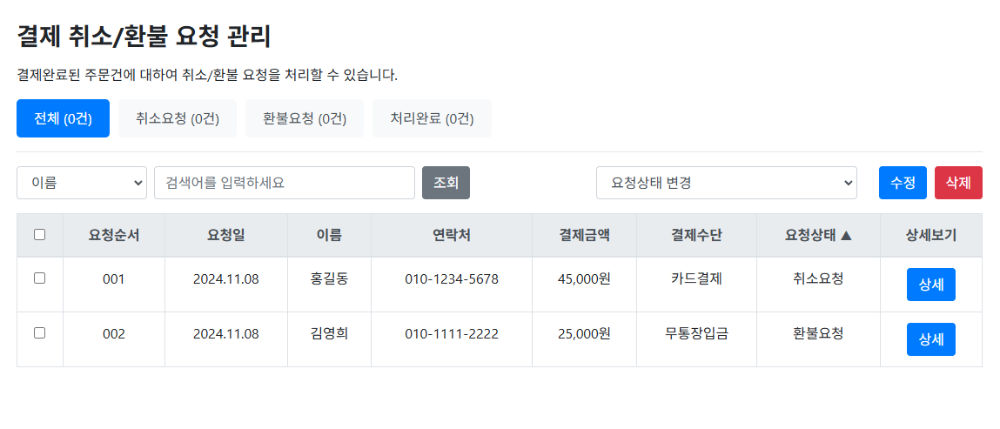 결제 취소/환불 요청 관리
결제완료된 주문건에 대하여 취소/환불 요청을 처리할 수 있습니다.
전체 (0건) 취소요청 (0건) 환불요청 (0건) 처리완료 (0건)
이름 검색어를 입력하세요 조회 요청상태 변경 수정 삭제
요청순서 요청일 이름 연락처 결제금액 결제수단 요청상태 ▲ 상세보기
001 2024.11.08 홍길동 010-1234-5678 45,000원 카드결제 취소요청 상세
002 2024.11.08 김영희 010-1111-2222 25,000원 무통장입금 환불요청 상세